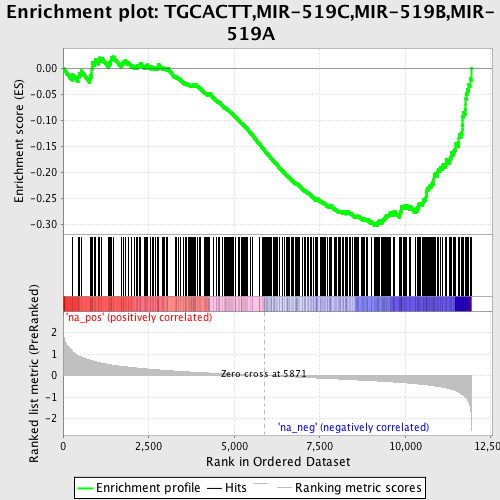 Enrichment plot: TGCACTT,MIR-519C,MIR-519B,MIR-
519A
Enrichment score (ES)
0.00
-0.05
-0.10
-0.15
-0.20
-0.25
-0.30
'na_pos' (positively correlated)
Ranked list metric (PreRanked)
2
1
0
-1
-2
Zero cross at 5871
'na_neg' (negatively correlated)
0
2,500
5,000
7,500
10,000
12,500
Rank in Ordered Dataset
Enrichment profile
Hits
Ranking metric scores